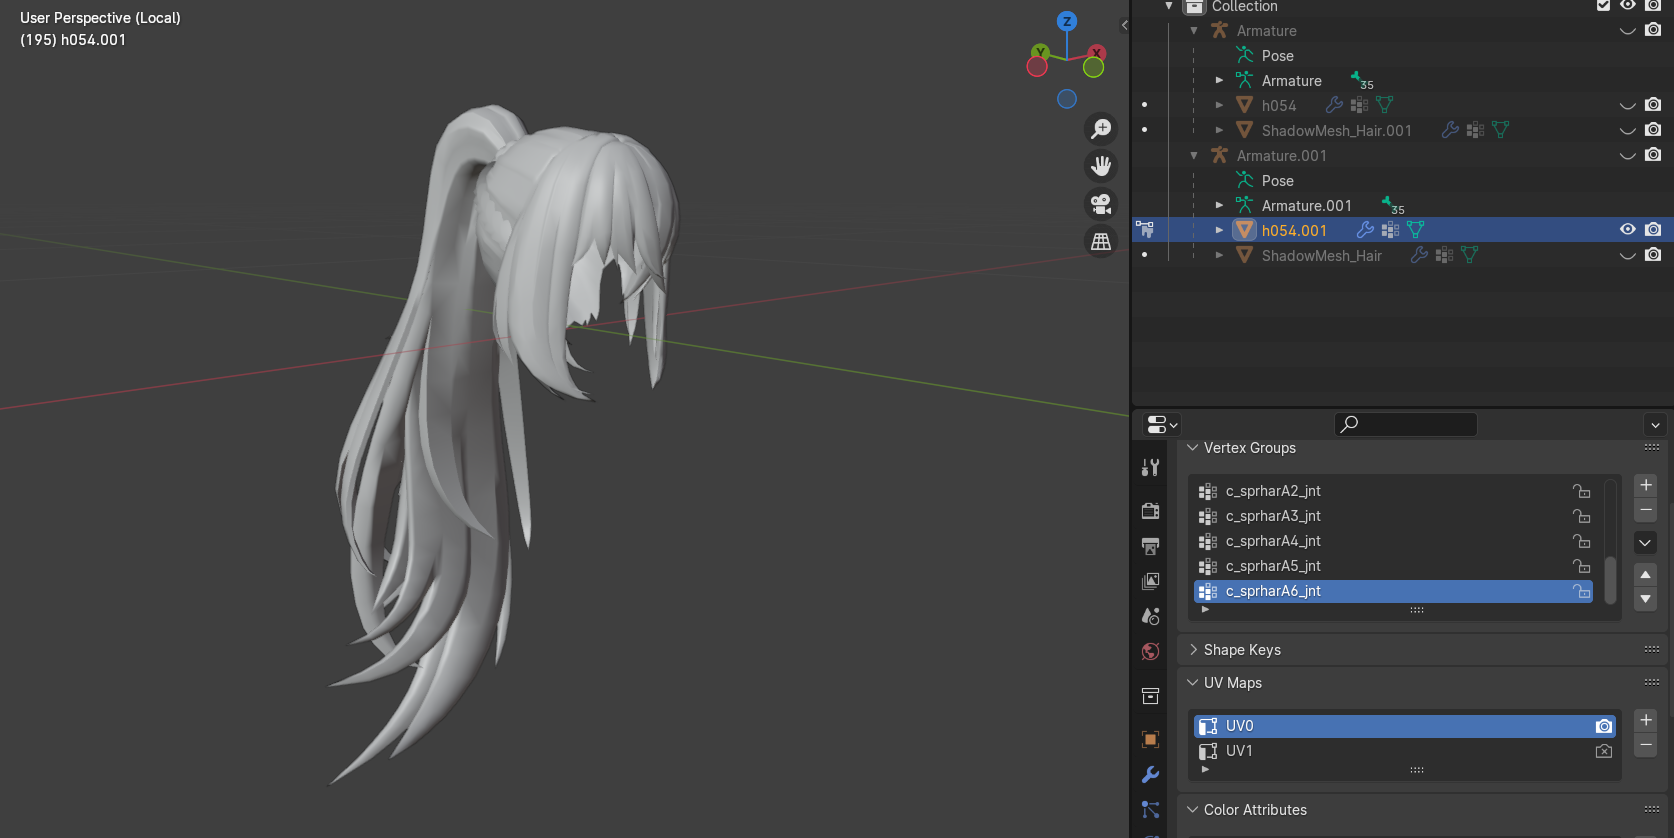 User Perspective (Local)
(195) h054.001
Z
Y
X
Collection
Armature
Pose
Armature 35
h054
ShadowMesh_Hair.001
Armature.001
Pose
Armature.001 35
h054.001
ShadowMesh_Hair
Vertex Groups
c_sprharA2_jnt
c_sprharA3_jnt
c_sprharA4_jnt
c_sprharA5_jnt
c_sprharA6_jnt
Shape Keys
UV Maps
UV0
UV1
Color Attributes